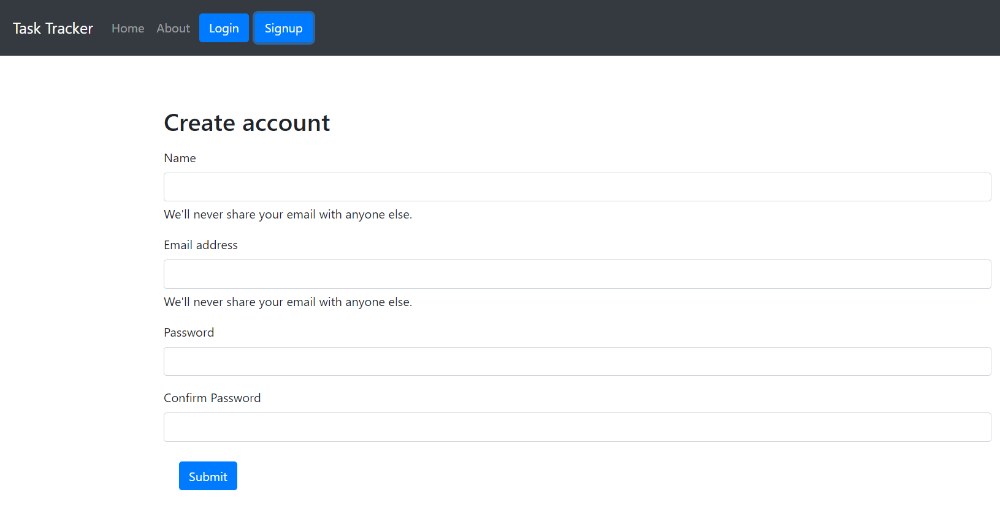 Task Tracker Home About Login Signup
Create account
Name
We'll never share your email with anyone else.
Email address
We'll never share your email with anyone else.
Password
Confirm Password
Submit